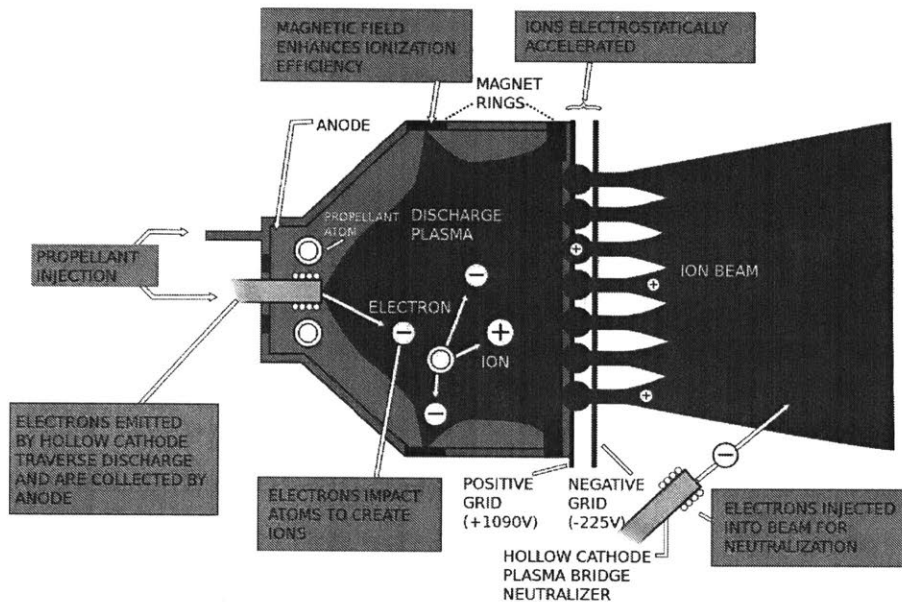 MAGNETIC FIELD
ENHANCES IONIZATION
EFFICIENCY
IONS ELECTROSTATICALLY
ACCELERATED
MAGNET
RINGS
ANODE
PROPELLANT
ATOM
DISCHARGE
PLASMA
PROPELLANT
INJECTION
ION BEAM
ELECTRON
ION
ELECTRONS EMITTED
BY HOLLOW CATHODE
TRAVERSE DISCHARGE
AND ARE COLLECTED BY
ANODE
ELECTRONS IMPACT
ATOMS TO CREATE
IONS
POSITIVE
GRID
(+1090V)
NEGATIVE
GRID
(-225V)
ELECTRONS INJECTED
INTO BEAM FOR
NEUTRALIZATION
HOLLOW CATHODE
PLASMA BRIDGE
NEUTRALIZER